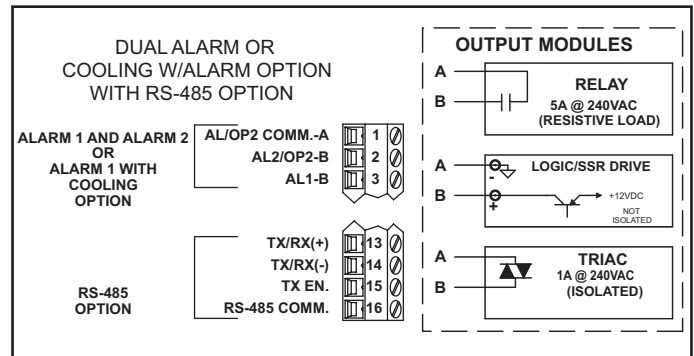 DUAL ALARM OR
COOLING W/ALARM OPTION
WITH RS-485 OPTION
ALARM 1 AND ALARM 2
OR
ALARM 1 WITH
COOLING
OPTION
AL/OP2 COMM.-A 1
AL2/OP2-B 2
AL1-B 3
RS-485
OPTION
TX/RX(+) 13
TX/RX(-) 14
TX EN. 15
RS-485 COMM. 16
OUTPUT MODULES
A
B
RELAY
5A @ 240VAC
(RESISTIVE LOAD)
A
B
LOGIC/SSR DRIVE
-
+
+12VDC
NOT
ISOLATED
A
B
TRIAC
1A @ 240VAC
(ISOLATED)